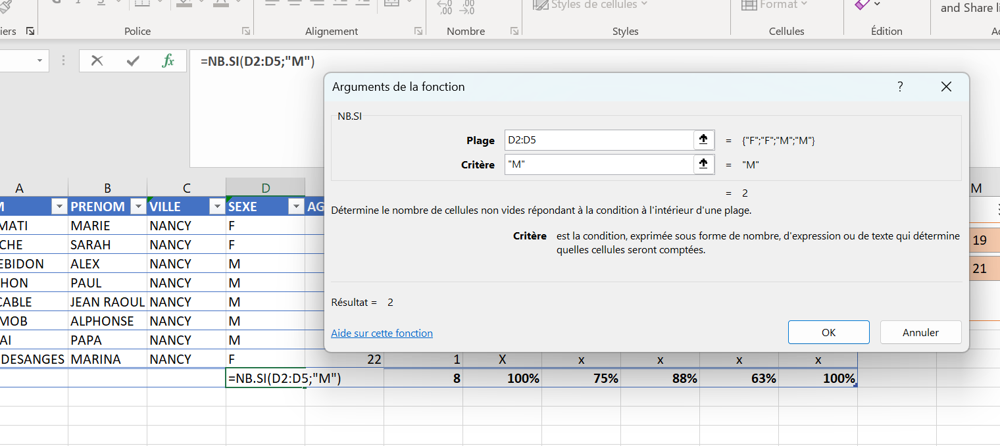 Styles de cellules
Format
and Share li
iers Police Alignement Nombre Styles Cellules Édition
fx =NB.SI(D2:D5;"M")
Arguments de la fonction ?
NB.SI
Plage D2:D5 = {"F";"F";"M";"M"}
Critère "M" = "M"
= 2
Détermine le nombre de cellules non vides répondant à la condition à l'intérieur d'une plage.
Critère est la condition, exprimée sous forme de nombre, d'expression ou de texte qui détermine
quelles cellules seront comptées.
Résultat = 2
Aide sur cette fonction OK Annuler
A B C D M
M PRENOM VILLE SEXE AG
MATI MARIE NANCY F
CHE SARAH NANCY F 19
EBIDON ALEX NANCY M 21
HON PAUL NANCY M
CABLE JEAN RAOUL NANCY M
MOB ALPHONSE NANCY M
AI PAPA NANCY M
DESANGES MARINA NANCY F 22 1 X x x x x
=NB.SI(D2:D5;"M") 8 100% 75% 88% 63% 100%